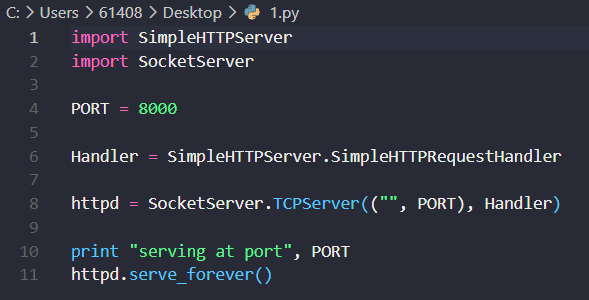 C: > Users > 61408 > Desktop > 1.py
1 import SimpleHTTPServer
2 import SocketServer
3
4 PORT = 8000
5
6 Handler = SimpleHTTPServer.SimpleHTTPRequestHandler
7
8 httpd = SocketServer.TCPServer(("", PORT), Handler)
9
10 print "serving at port", PORT
11 httpd.serve_forever()